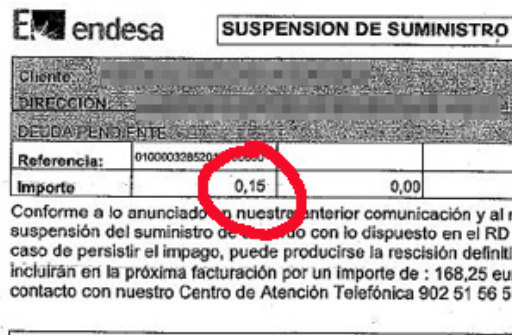 endesa
SUSPENSION DE SUMINISTRO
Cliente
DIRECCIÓN
DEUDA PENDIENTE
Referencia:
Importe 0,15 0,00
Conforme a lo anunciado en nuestra anterior comunicación y al
suspensión del suministro de acuerdo con lo dispuesto en el RD
caso de persistir el impago, puede producirse la rescisión
incluirán en la próxima facturación por un importe de : 168,25
contacto con nuestro Centro de Atención Telefónica 902 51 56 5